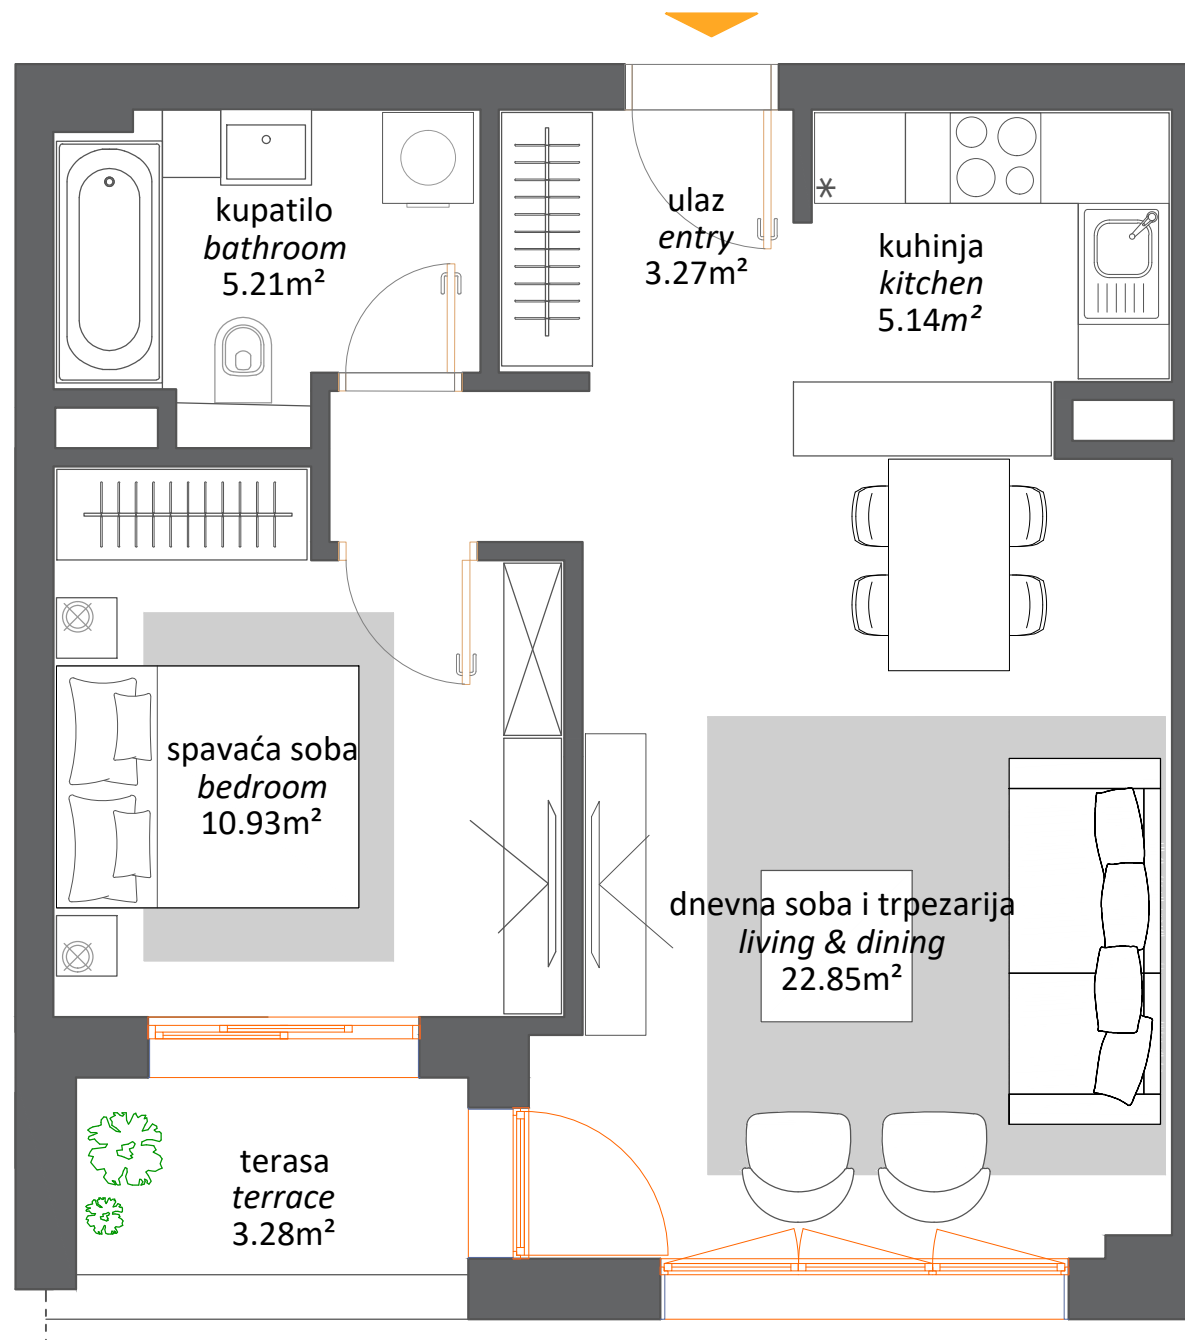 kupatilo
bathroom
5.21m²
ulaz
entry
3.27m²
kuhinja
kitchen
5.14m²
spavaća soba
bedroom
10.93m²
dnevna soba i trpezarija
living & dining
22.85m²
terasa
terrace
3.28m²